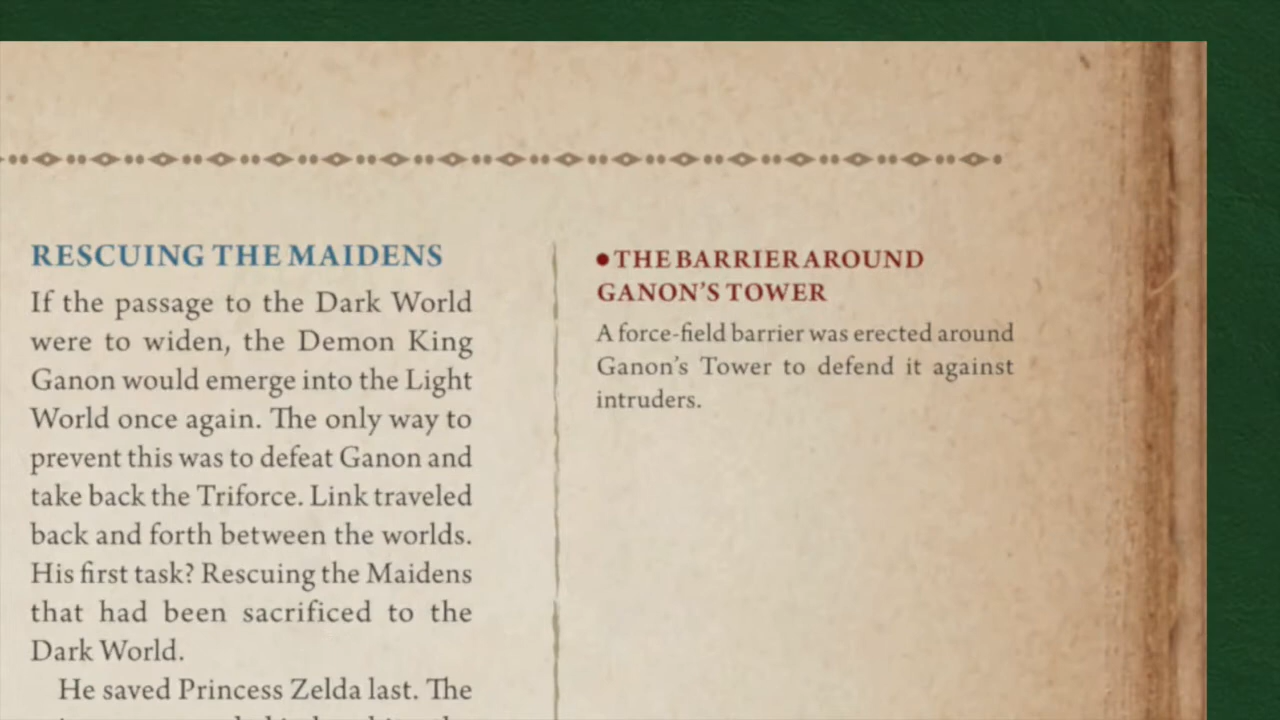 RESCUING THE MAIDENS
If the passage to the Dark World
were to widen, the Demon King
Ganon would emerge into the Light
World once again. The only way to
prevent this was to defeat Ganon and
take back the Triforce. Link traveled
back and forth between the worlds.
His first task? Rescuing the Maidens
that had been sacrificed to the
Dark World.
He saved Princess Zelda last. The
●THE BARRIER AROUND
GANON’S TOWER
A force-field barrier was erected around
Ganon’s Tower to defend it against
intruders.